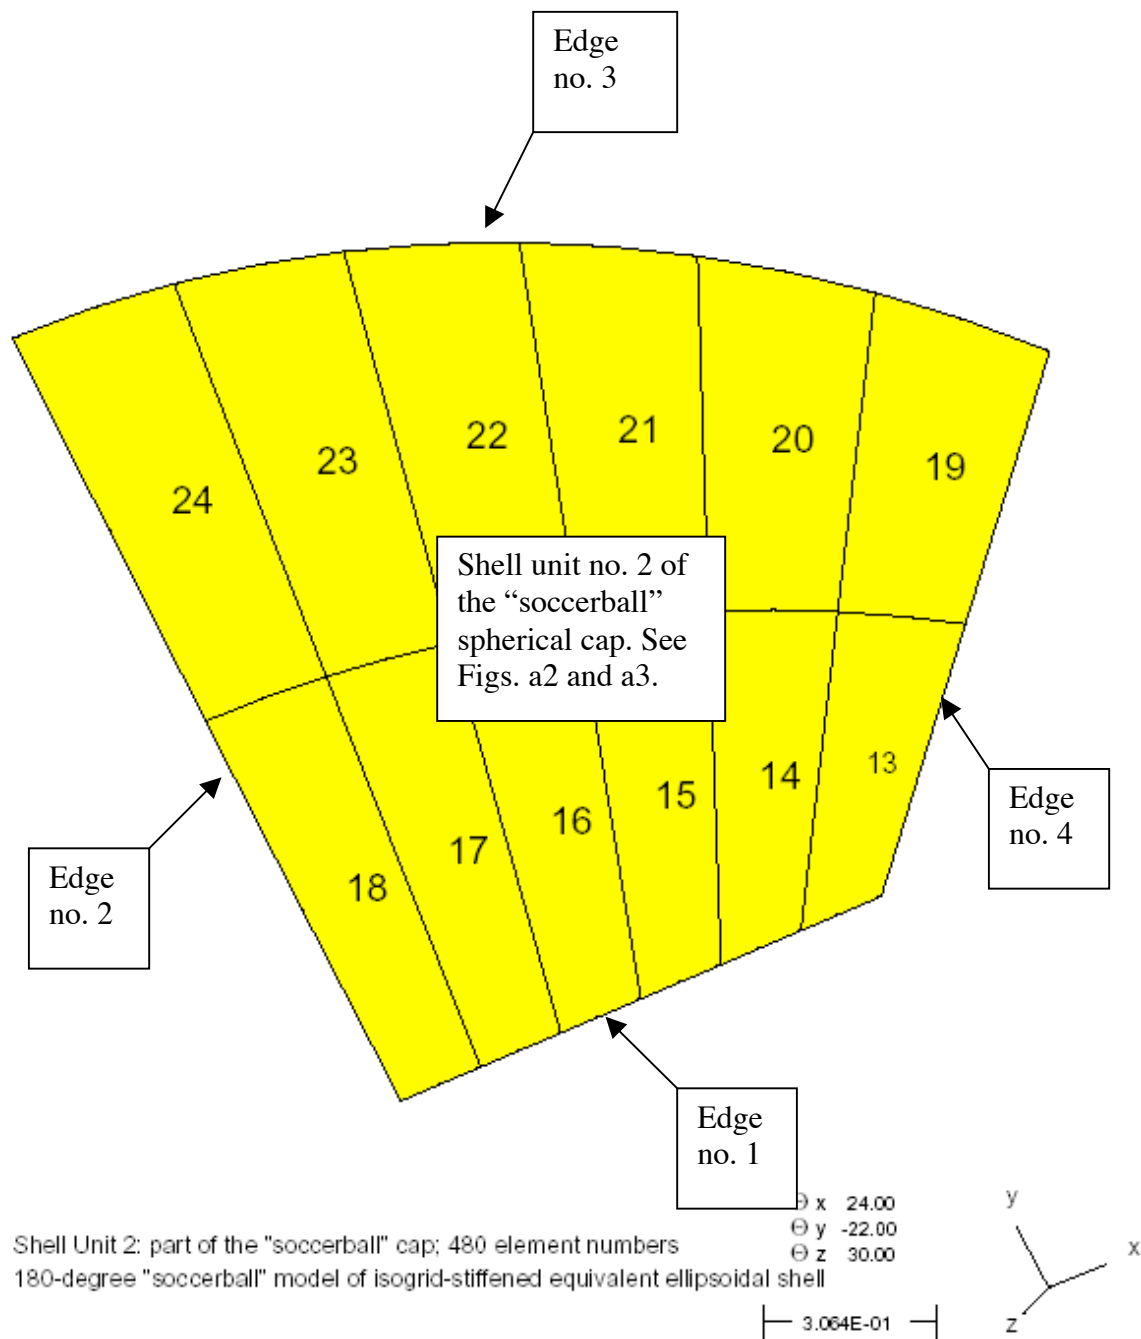 Edge
no. 3
22
21
20
23
19
24
Shell unit no. 2 of
the “soccerball”
spherical cap. See
Figs. a2 and a3.
13
14
15
16
17
18
Edge
no. 4
Edge
no. 2
Edge
no. 1
Θ x 24.00
Θ y -22.00
Θ z 30.00
y
x
z
Shell Unit 2: part of the "soccerball" cap; 480 element numbers
180-degree "soccerball" model of isogrid-stiffened equivalent ellipsoidal shell
3.064E-01